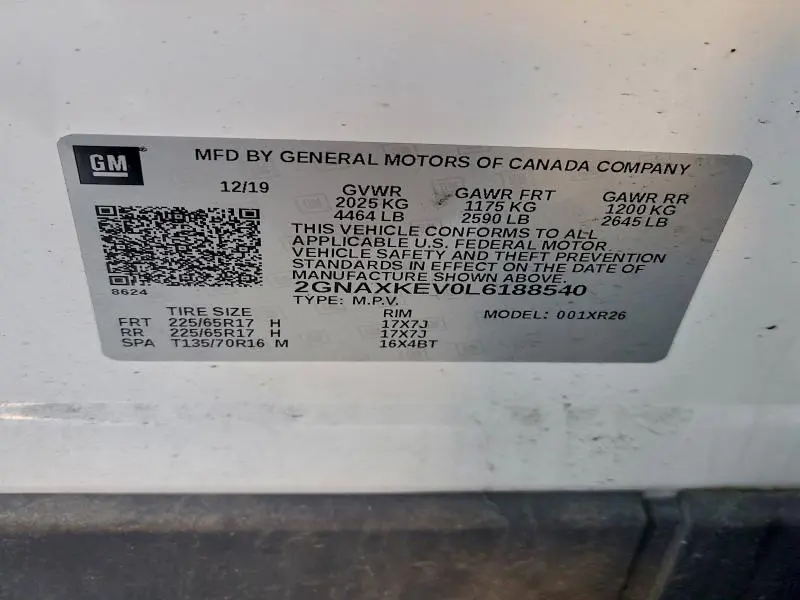 GM
MFD BY GENERAL MOTORS OF CANADA COMPANY
12/19 GVWR GAWR FRT GAWR RR
2025 KG 1175 KG 1200 KG
4464 LB 2590 LB 2645 LB
THIS VEHICLE CONFORMS TO ALL
APPLICABLE U.S. FEDERAL MOTOR
VEHICLE SAFETY AND THEFT PREVENTION
STANDARDS IN EFFECT ON THE DATE OF
MANUFACTURE SHOWN ABOVE.
8624 2GNAXKEV0L6188540
TYPE: M.P.V. MODEL: 001XR26
TIRE SIZE RIM
FRT 225/65R17 H 17X7J
RR 225/65R17 H 17X7J
SPA T135/70R16 M 16X4BT